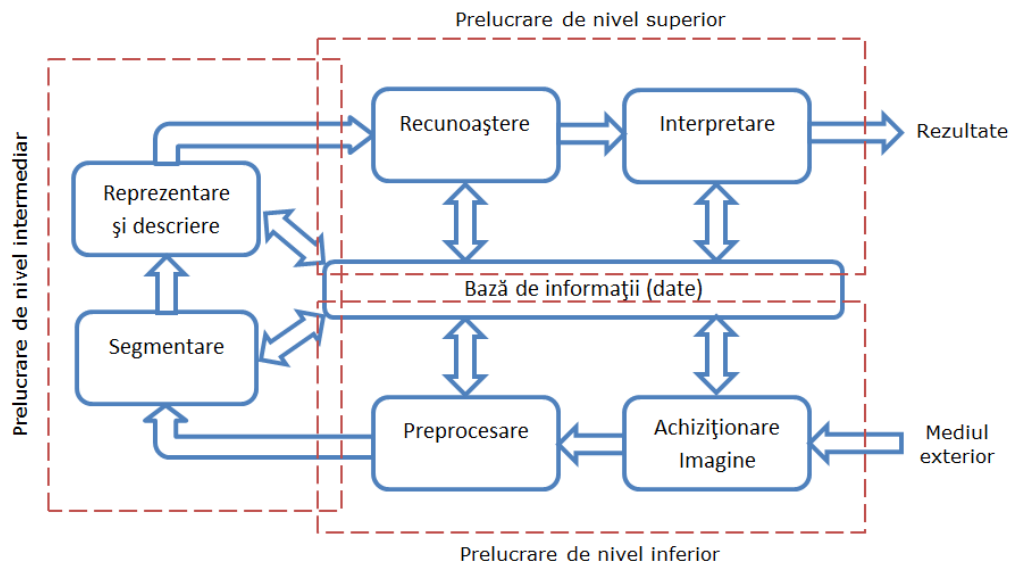 Prelucrare de nivel superior
Prelucrare de nivel intermediar
Recunoaştere
Interpretare
Rezultate
Reprezentare
şi descriere
Bază de informaţii (date)
Segmentare
Preprocesare
Achiziţionare
Imagine
Mediul
exterior
Prelucrare de nivel inferior